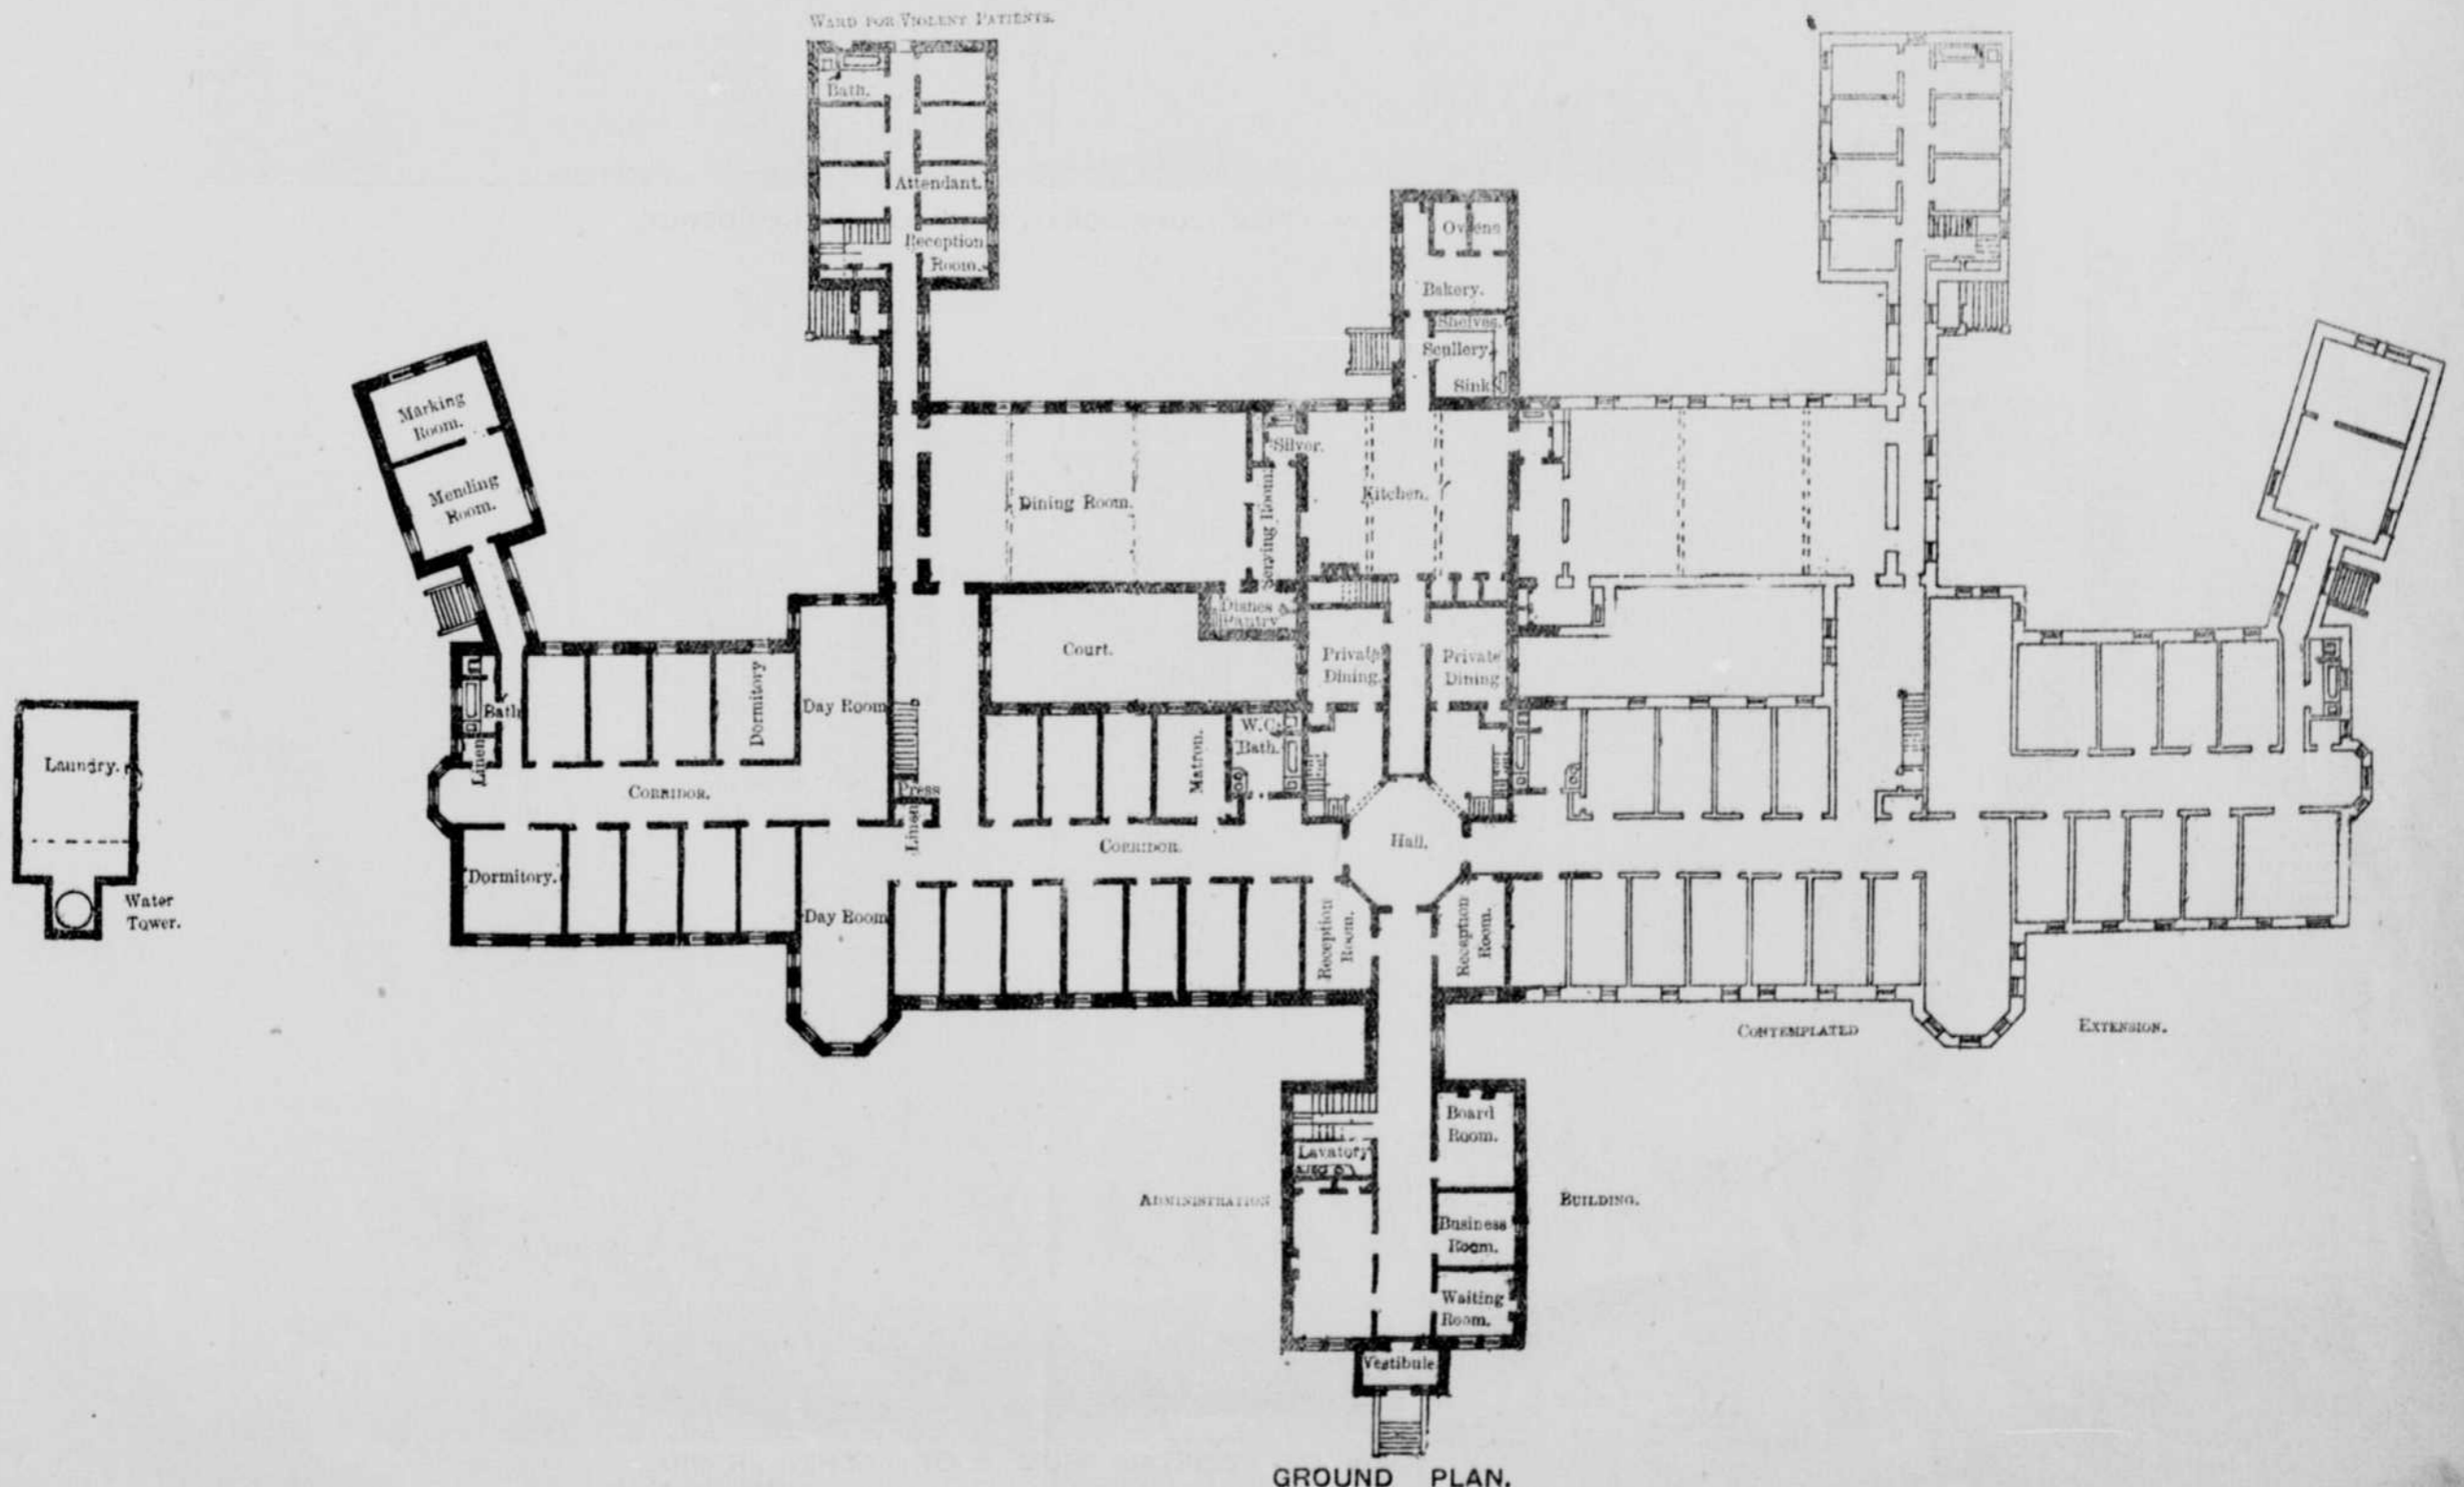 WARD FOR VIOLENT PATIENTS.
Bath.
Attendant.
Reception
Room.
Ovens
Bakery.
Shelves.
Scullery.
Sink
Marking
Room.
Mending
Room.
Silver.
Dining Room.
Serving Room.
Kitchen.
Dishes
Pantry
Court.
Private
Dining.
Private
Dining
Bath
Linen
Dormitory
Day Room
Matron.
W.C.
Bath.
Laundry.
CORRIDOR.
Press
Linen
CORRIDOR.
Hall.
Dormitory.
Day Room
Reception
Room.
Reception
Room.
Water
Tower.
CONTEMPLATED EXTENSION.
Board
Room.
Lavatory
ADMINISTRATION BUILDING.
Business
Room.
Waiting
Room.
Vestibule
GROUND PLAN.